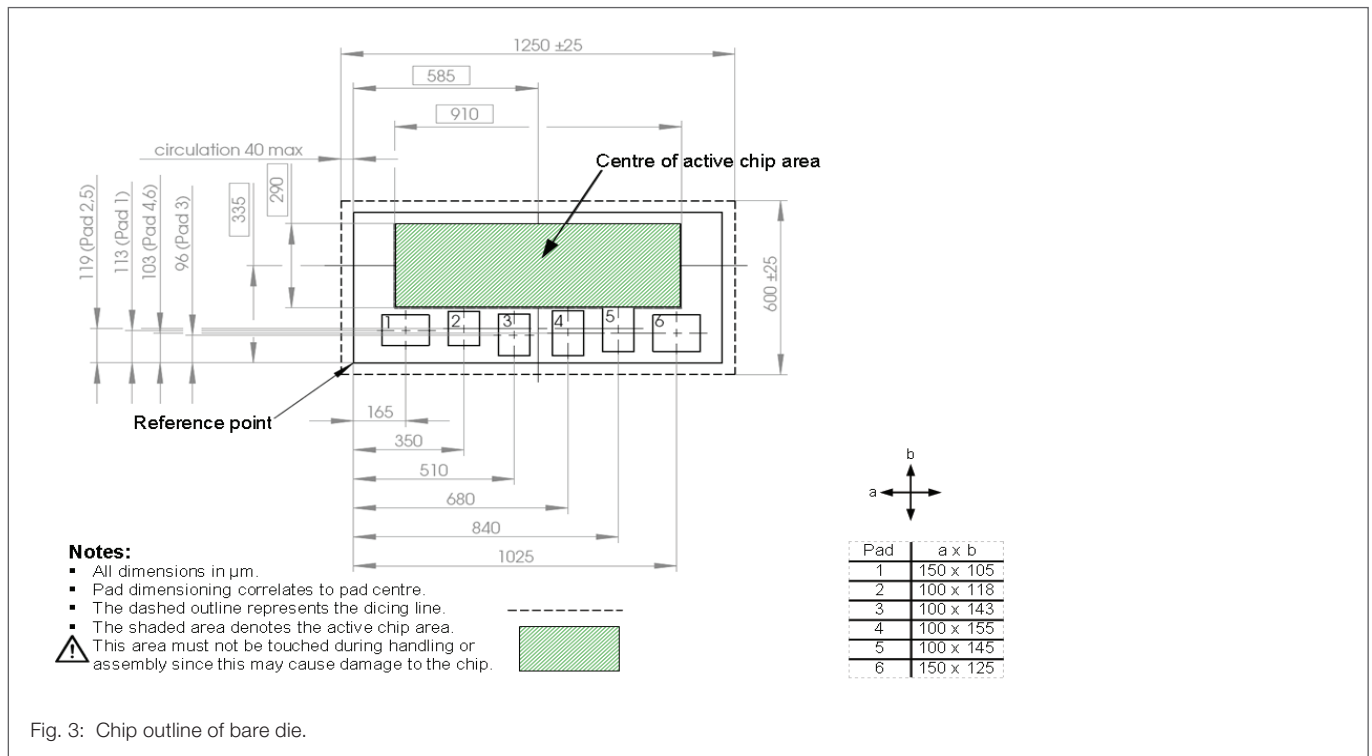 1250 ±25
585
910
circulation 40 max
Centre of active chip area
119 (Pad 2,5)
113 (Pad 1)
103 (Pad 4,6)
96 (Pad 3)
335
290
600 ±25
1
2
3
4
5
6
Reference point
165
350
510
680
840
1025
b
a
Notes:
▪ All dimensions in µm.
▪ Pad dimensioning correlates to pad centre.
▪ The dashed outline represents the dicing line.
▪ The shaded area denotes the active chip area.
This area must not be touched during handling or
assembly since this may cause damage to the chip.
Pad a x b
1 150 x 105
2 100 x 118
3 100 x 143
4 100 x 155
5 100 x 145
6 150 x 125
Fig. 3: Chip outline of bare die.